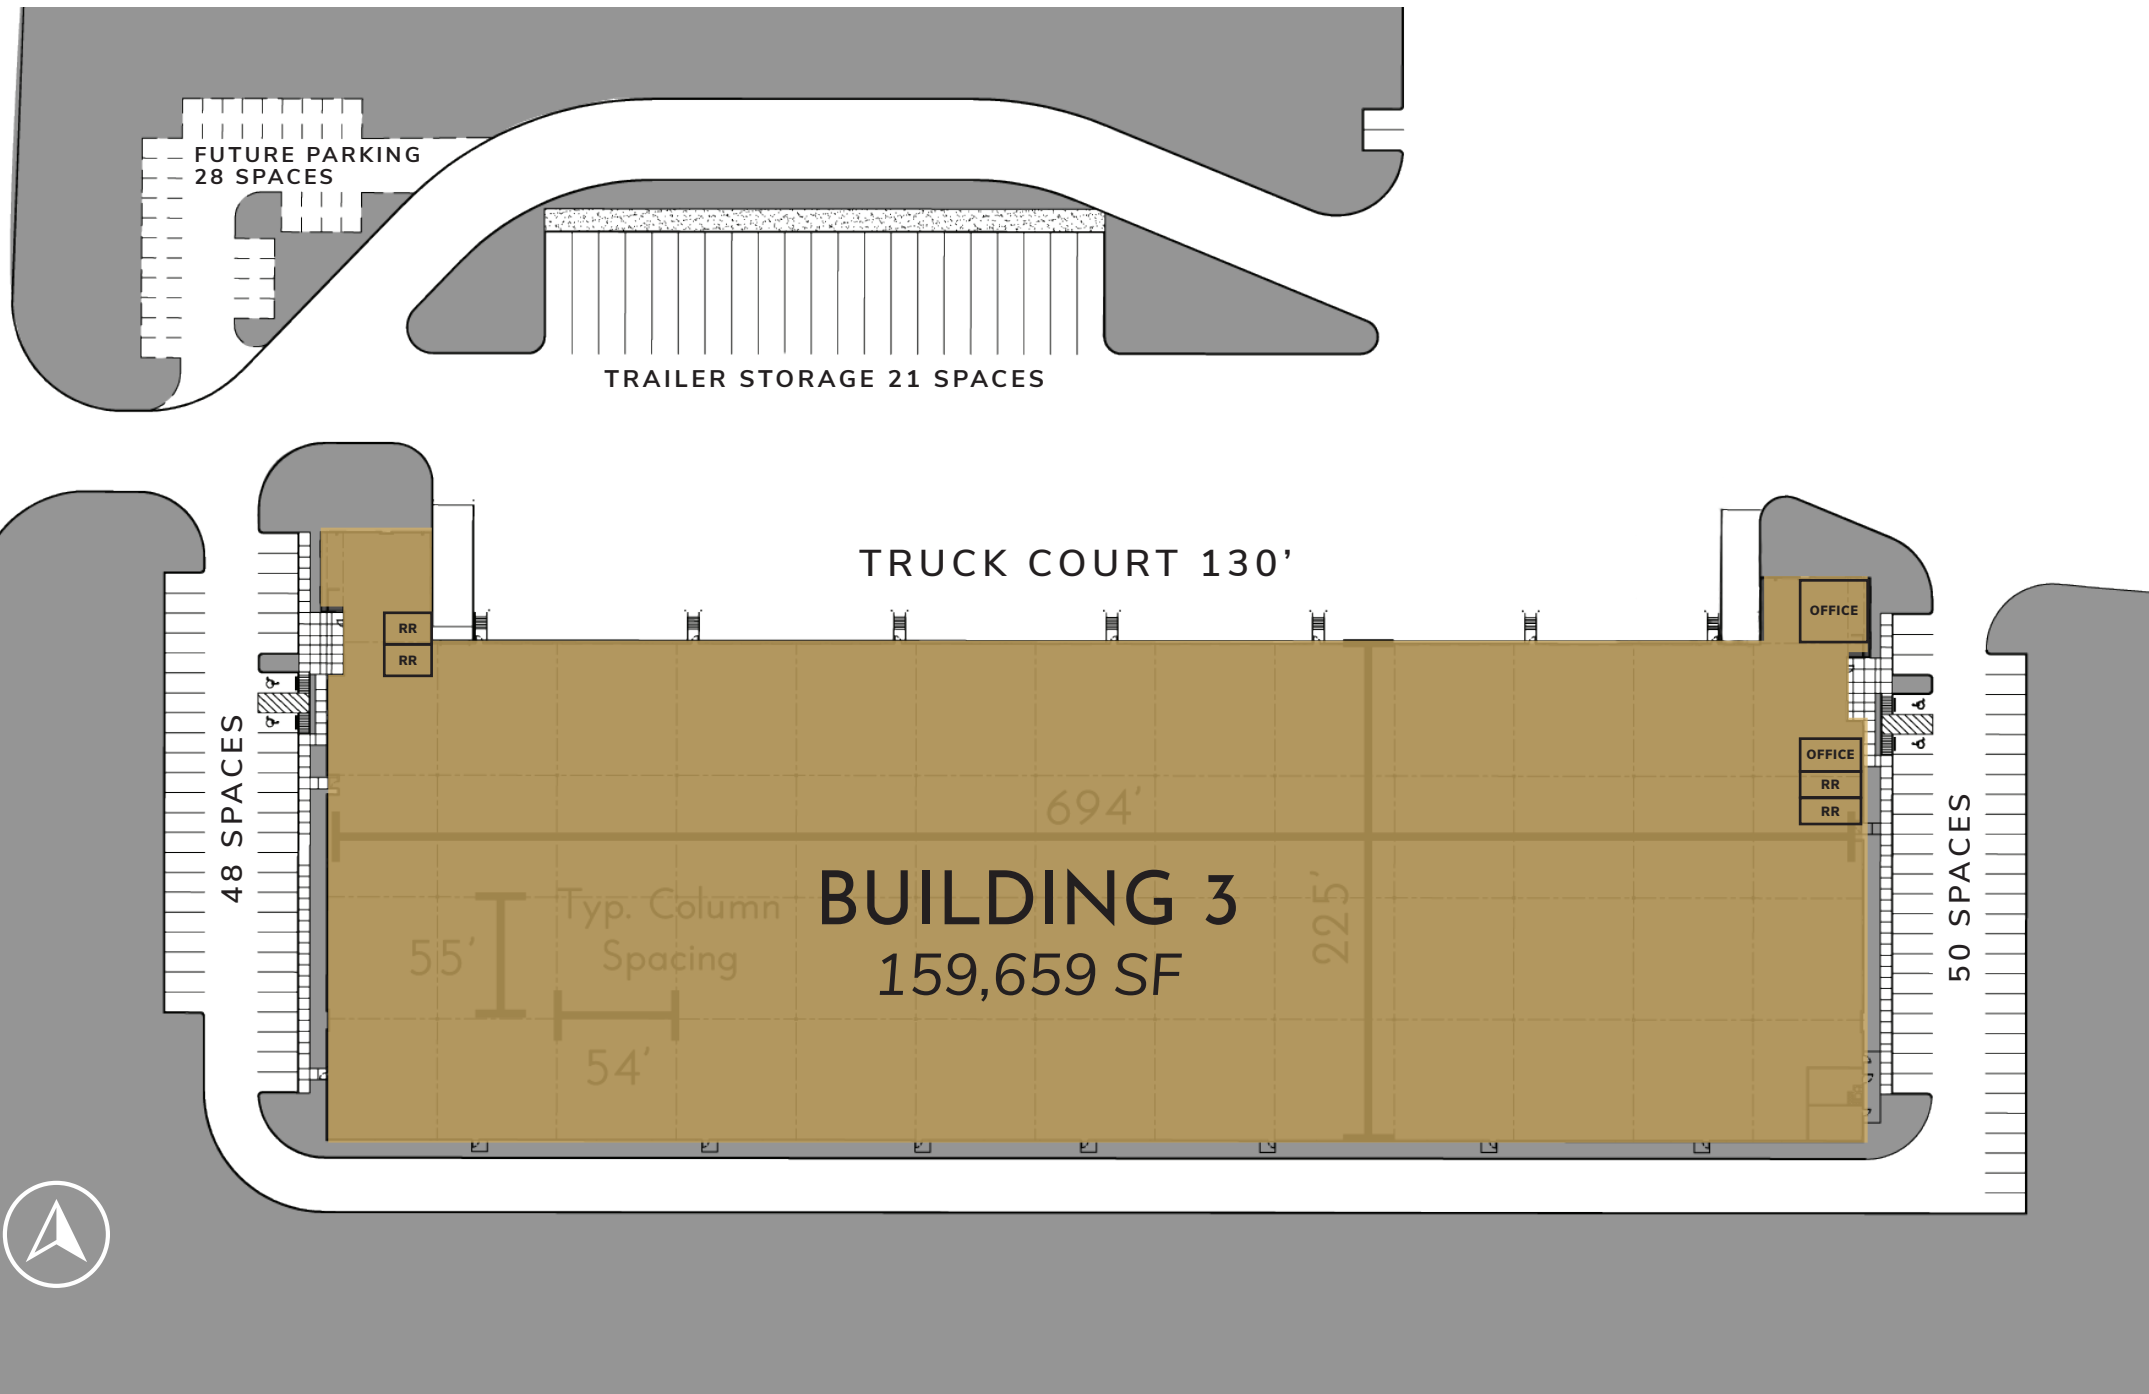 FUTURE PARKING
28 SPACES
TRAILER STORAGE 21 SPACES
TRUCK COURT 130’
RR
RR
OFFICE
OFFICE
RR
RR
48 SPACES
50 SPACES
694’
BUILDING 3
159,659 SF
225’
Typ. Column
Spacing
55’
54’